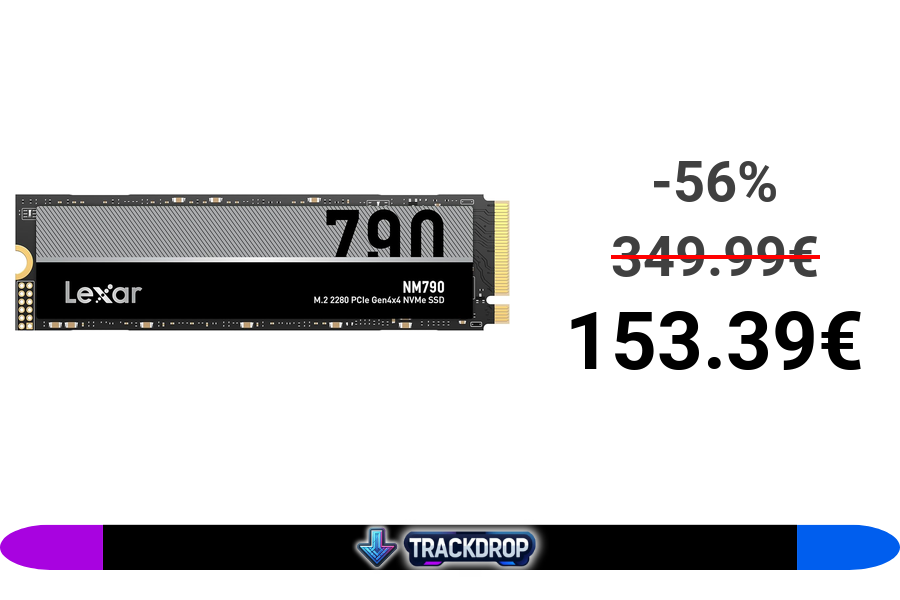 790
Lexar
NM790
M.2 2280 PCIe Gen4x4 NVMe SSD
-56%
349.99€
153.39€
TRACKDROP